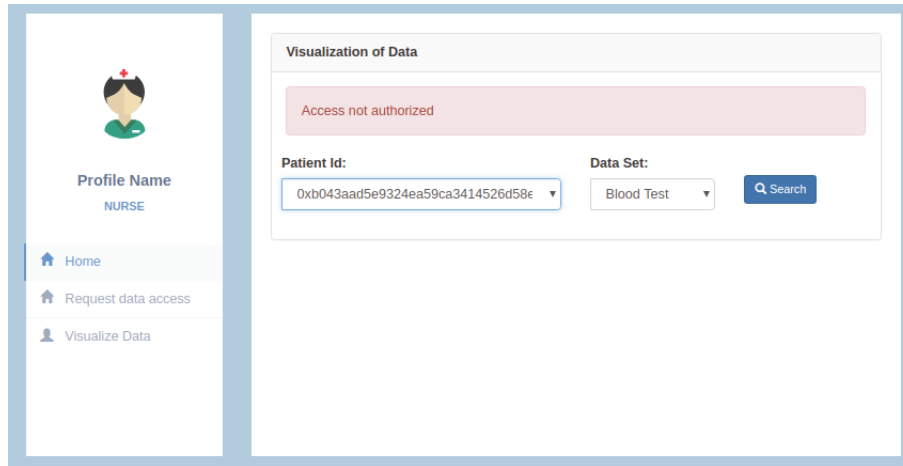 Profile Name
NURSE
Home
Request data access
Visualize Data
Visualization of Data
Access not authorized
Patient Id:
Data Set:
0xb043aad5e9324ea59ca3414526d58e
Blood Test
Search